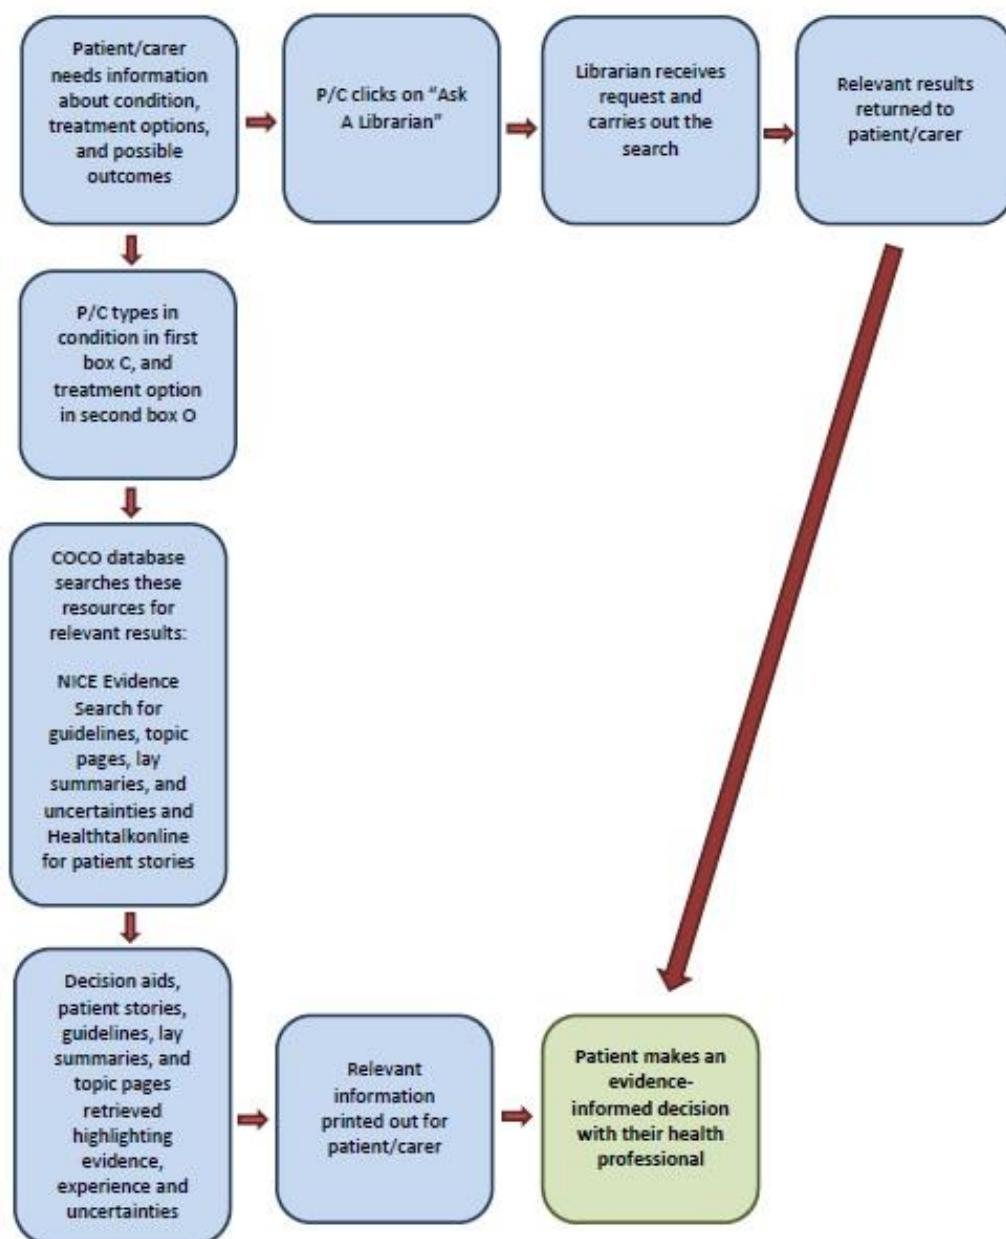 Patient/carer
needs information
about condition,
treatment options,
and possible
outcomes
P/C clicks on “Ask
A Librarian”
Librarian receives
request and
carries out the
search
Relevant results
returned to
patient/carer
P/C types in
condition in first
box C, and
treatment option
in second box O
COCO database
searches these
resources for
relevant results:
NICE Evidence
Search for
guidelines, topic
pages, lay
summaries, and
uncertainties and
Healthtalkonline
for patient stories
Decision aids,
patient stories,
guidelines, lay
summaries, and
topic pages
retrieved
highlighting
evidence,
experience and
uncertainties
Relevant
information
printed out for
patient/carer
Patient makes an
evidence-
informed decision
with their health
professional